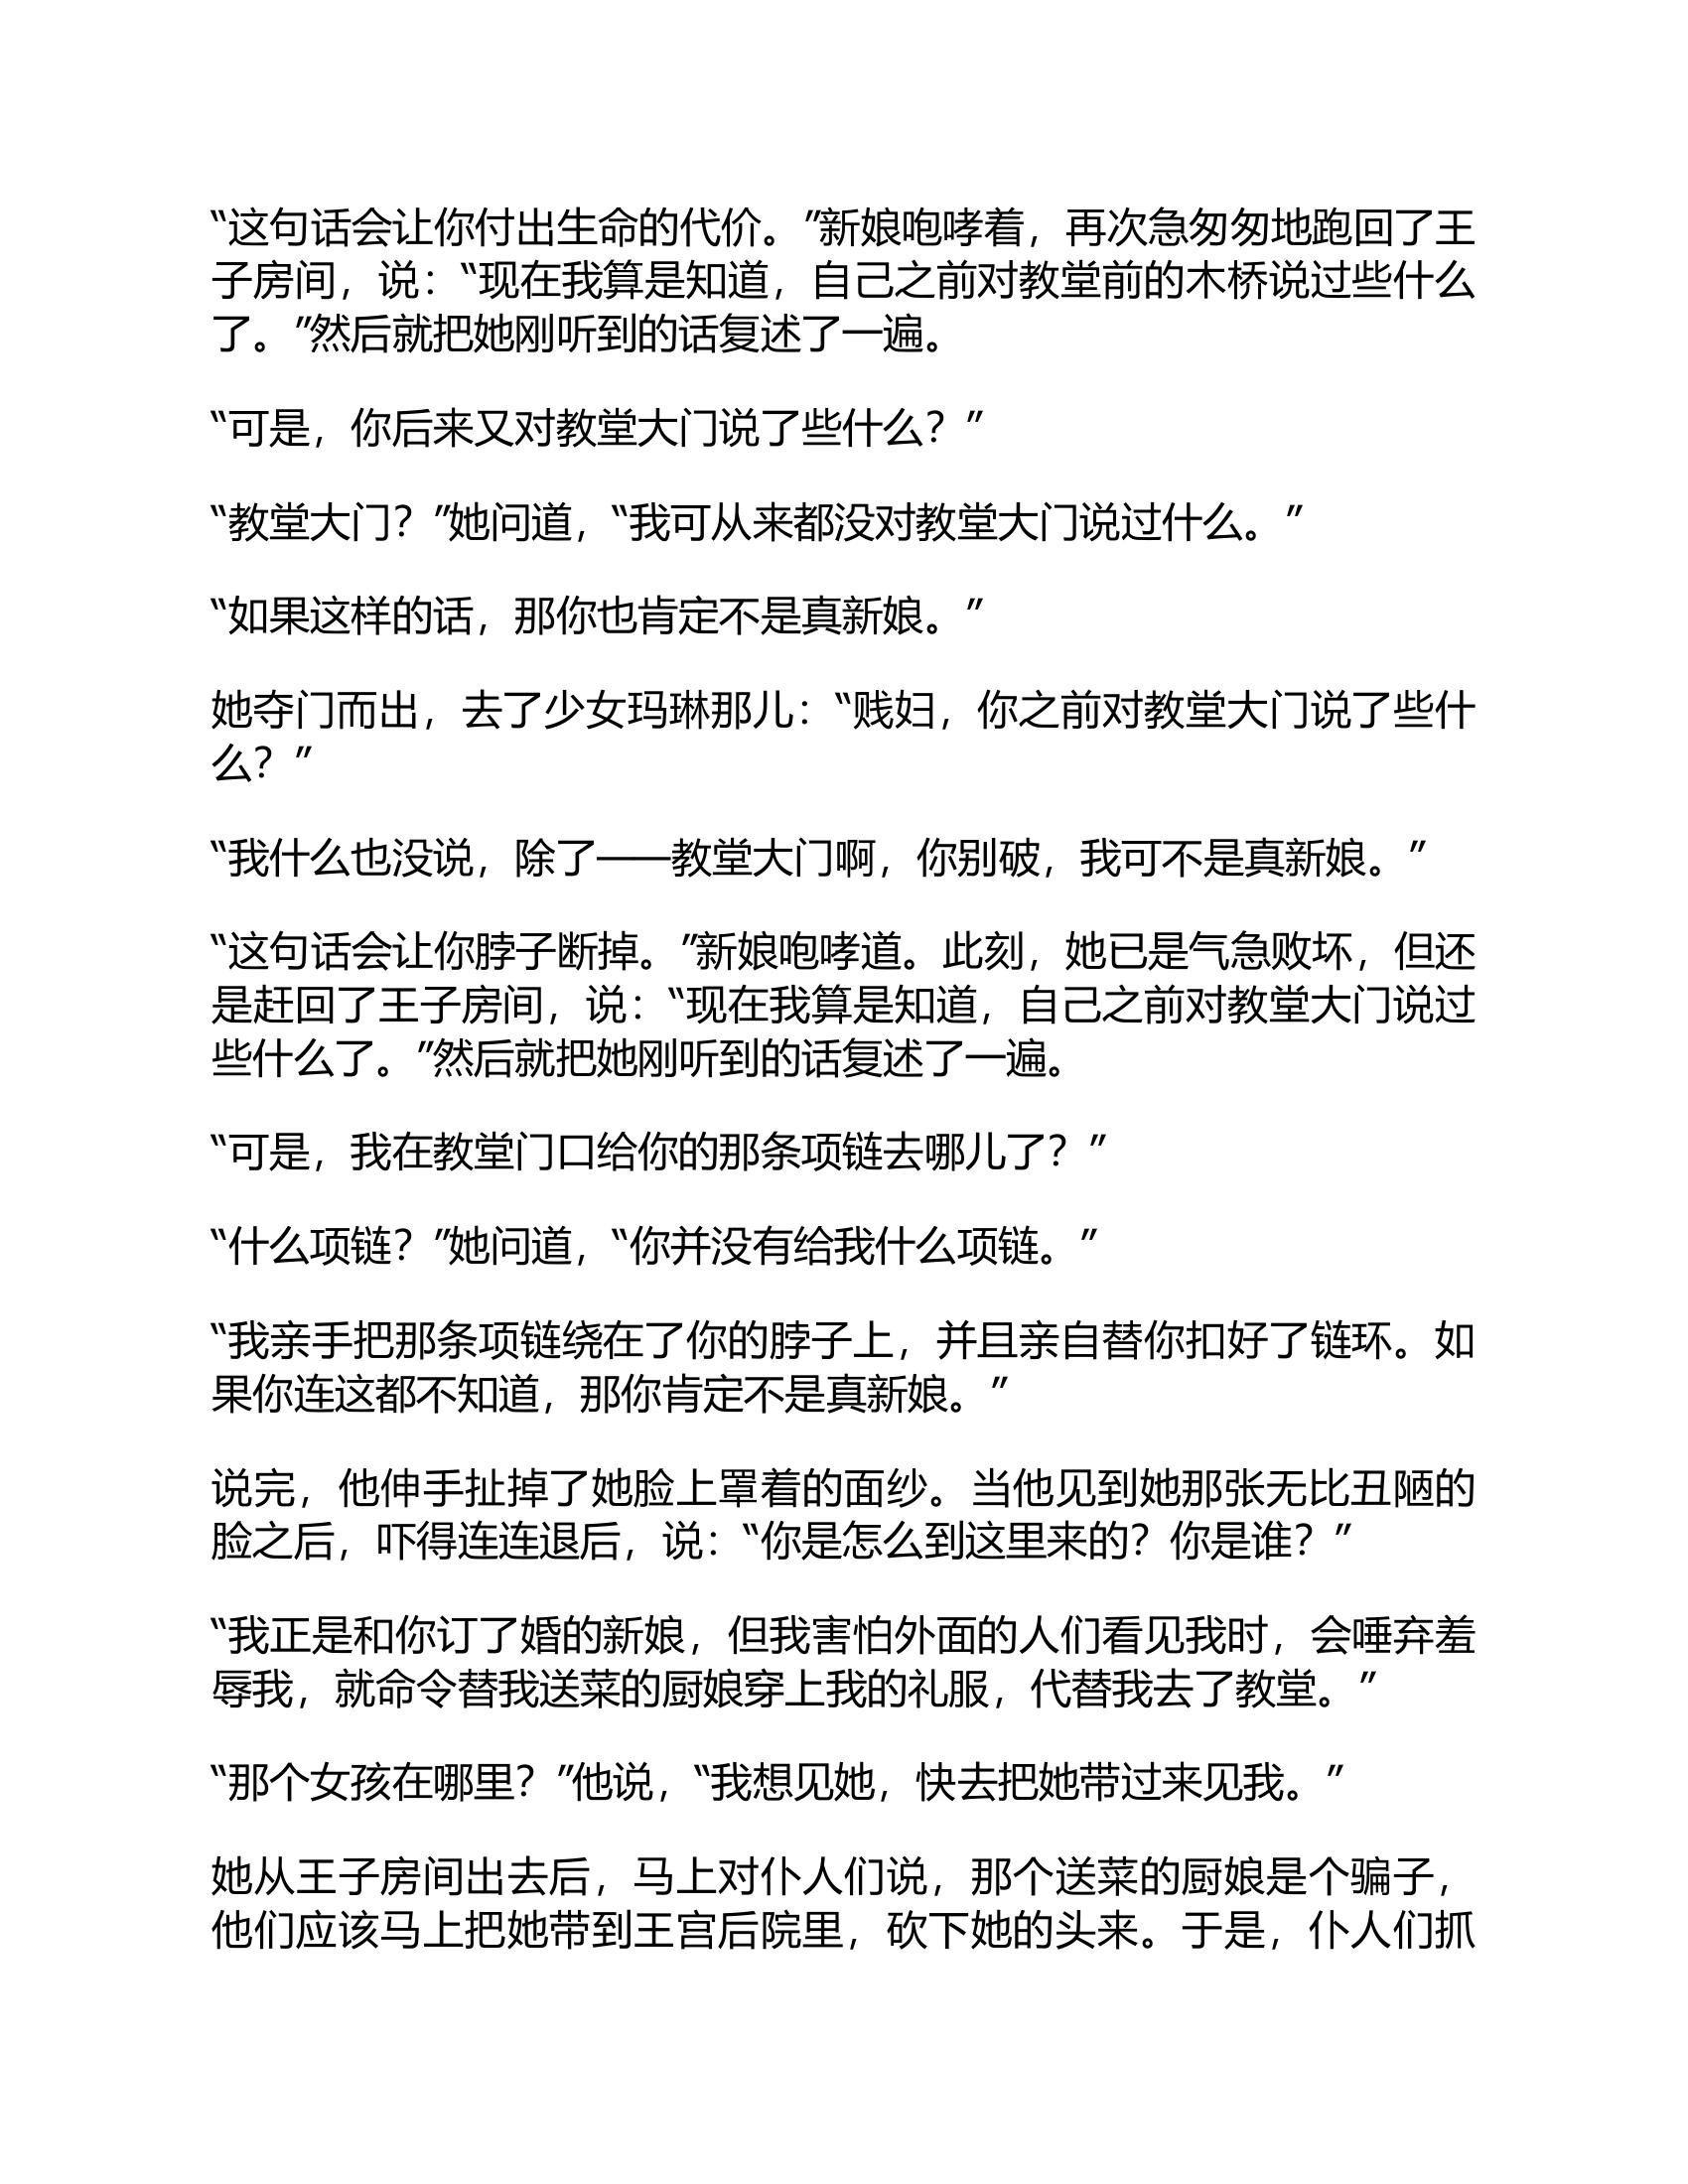 “这句话会让你付出生命的代价。”新娘咆哮着，再次急匆匆地跑回了王
子房间，说：“现在我算是知道，自己之前对教堂前的木桥说过些什么
了。”然后就把她刚听到的话复述了一遍。
“可是，你后来又对教堂大门说了些什么？”
“教堂大门？”她问道，“我可从来都没对教堂大门说过什么。”
“如果这样的话，那你也肯定不是真新娘。”
她夺门而出，去了少女玛琳那儿：“贱妇，你之前对教堂大门说了些什
么？”
“我什么也没说，除了——教堂大门啊，你别破，我可不是真新娘。”
“这句话会让你脖子断掉。”新娘咆哮道。此刻，她已是气急败坏，但还
是赶回了王子房间，说：“现在我算是知道，自己之前对教堂大门说过
些什么了。”然后就把她刚听到的话复述了一遍。
“可是，我在教堂门口给你的那条项链去哪儿了？”
“什么项链？”她问道，“你并没有给我什么项链。”
“我亲手把那条项链绕在了你的脖子上，并且亲自替你扣好了链环。如
果你连这都不知道，那你肯定不是真新娘。”
说完，他伸手扯掉了她脸上罩着的面纱。当他见到她那张无比丑陋的
脸之后，吓得连连退后，说：“你是怎么到这里来的？你是谁？”
“我正是和你订了婚的新娘，但我害怕外面的人们看见我时，会唾弃羞
辱我，就命令替我送菜的厨娘穿上我的礼服，代替我去了教堂。”
“那个女孩在哪里？”他说，“我想见她，快去把她带过来见我。”
她从王子房间出去后，马上对仆人们说，那个送菜的厨娘是个骗子，
他们应该马上把她带到王宫后院里，砍下她的头来。于是，仆人们抓